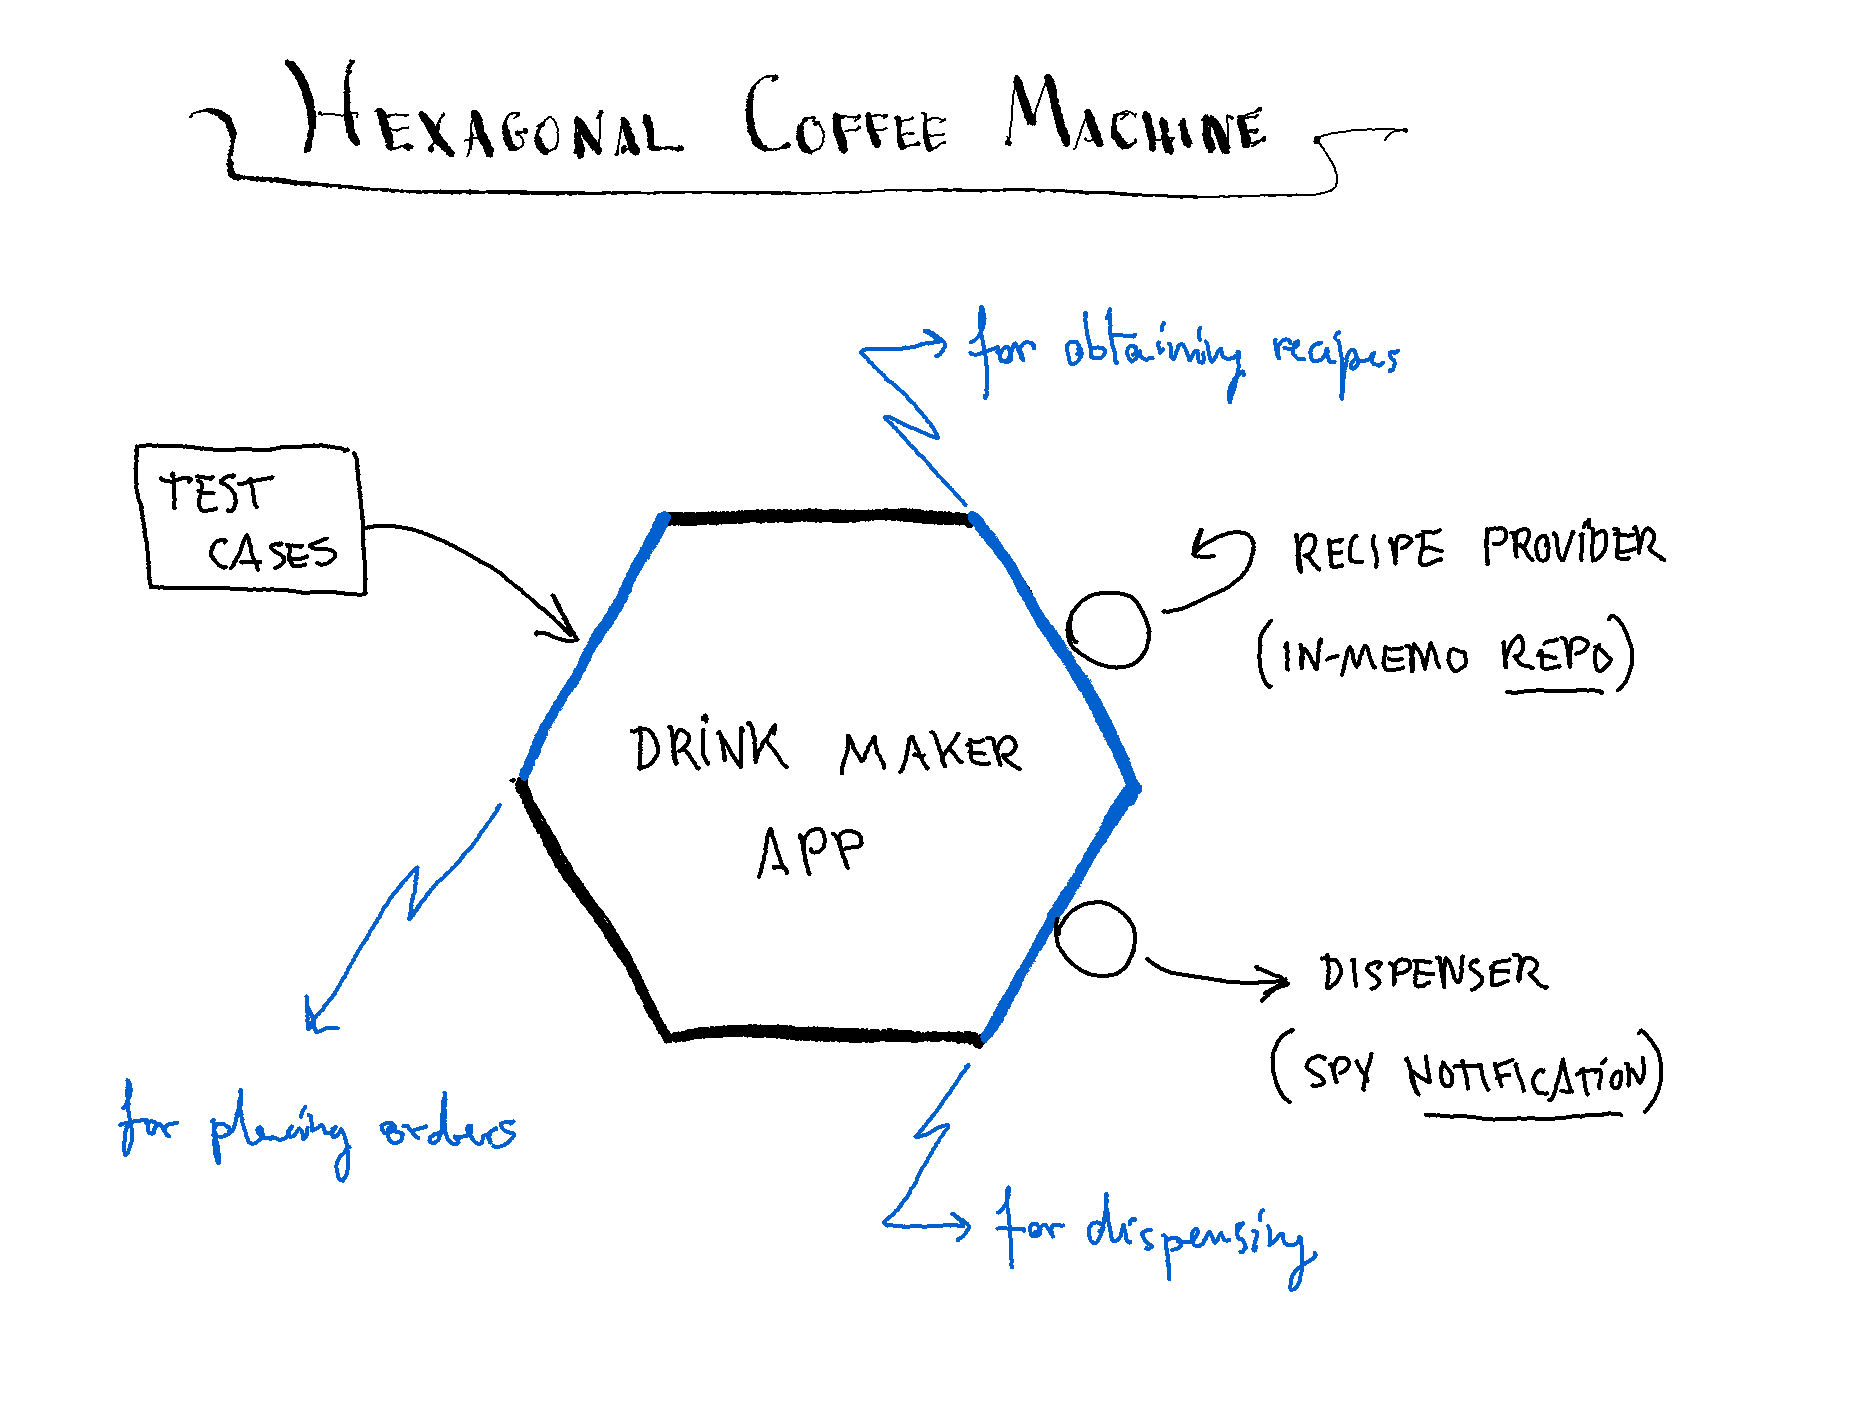 HEXAGONAL COFFEE MACHINE
for obtaining recipes
TEST
CASES
RECIPE PROVIDER
(IN-MEMO REPO)
DRINK MAKER
APP
DISPENSER
(SPY NOTIFICATION)
for placing orders
for dispensing